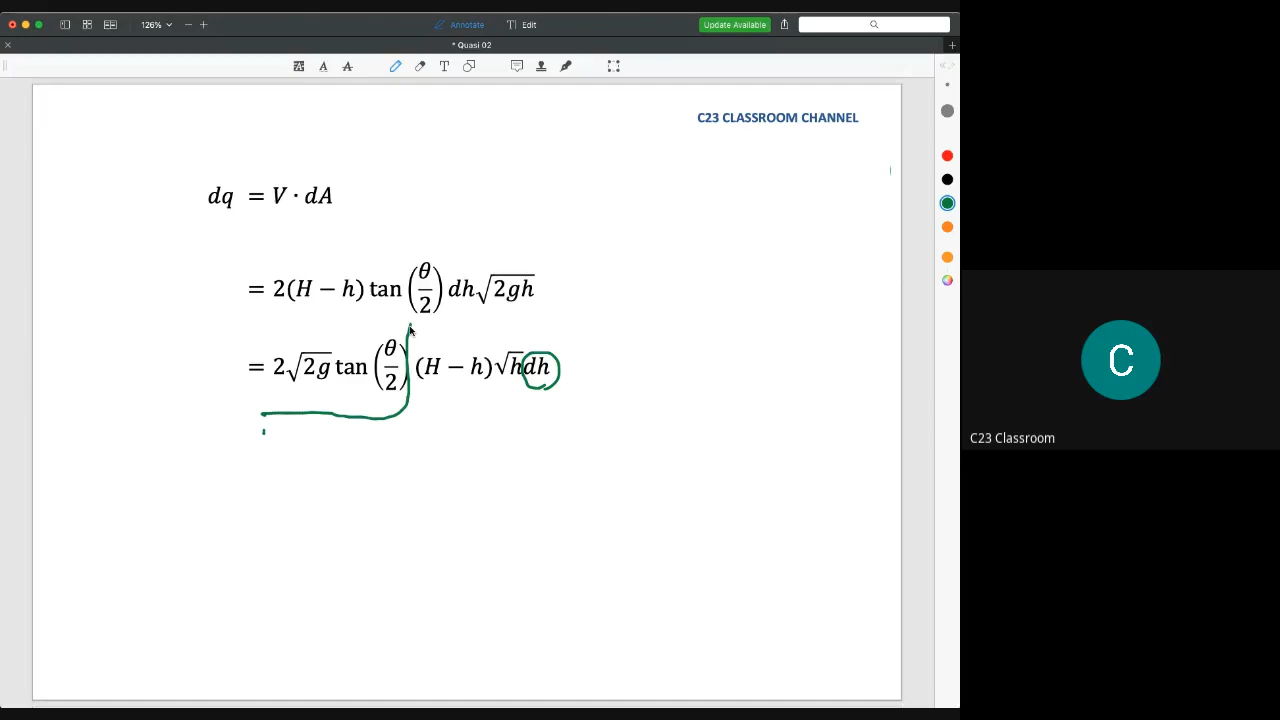 126%
Annotate
Edit
Update Available
* Quasi 02
C23 CLASSROOM CHANNEL
dq = V · dA
= 2(H − h) tan (θ/2) dh√2gh
= 2√2g tan (θ/2) (H − h)√h dh
C
C23 Classroom